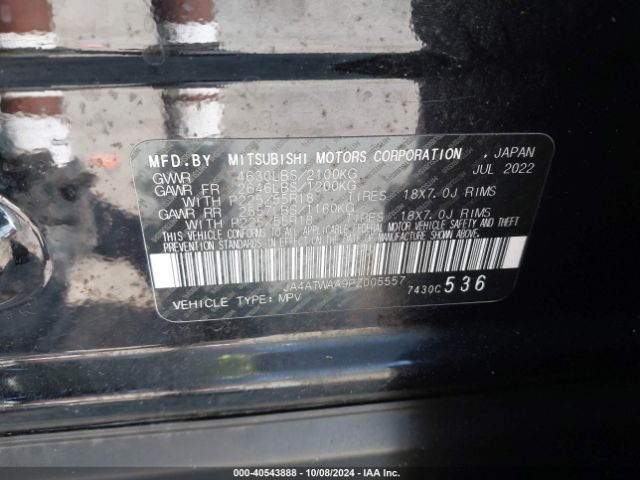 MFD.BY MITSUBISHI MOTORS CORPORATION , JAPAN
GVWR 4630LBS/2100KG JUL 2022
GAWR FR 2646LBS/1200KG
WITH P225/55R18 TIRES 18X7.0J RIMS
GAWR RR /1180KG
WITH P225/55R18 TIRES 18X7.0J RIMS
THIS VEHICLE CONFORMS TO ALL APPLICABLE FEDERAL MOTOR VEHICLE SAFETY AND THEFT
PREVENTION STANDARDS IN EFFECT ON THE DATE OF MANUFACTURE SHOWN ABOVE.
JA4ATWAA9PZ005557
7430C 536
VEHICLE TYPE: MPV
000-40543888 - 10/08/2024 - IAA Inc.